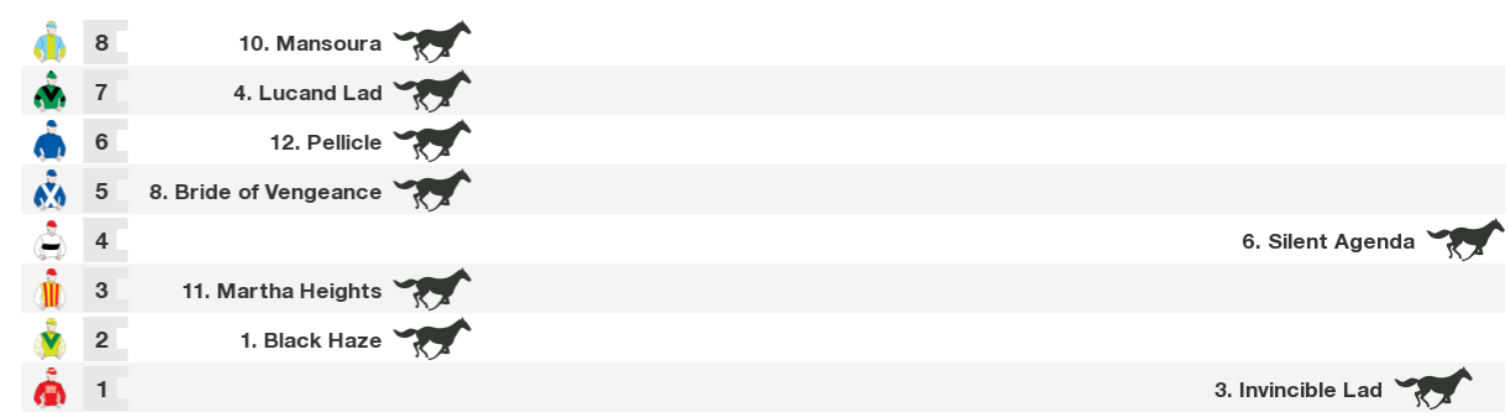 8 10. Mansoura
7 4. Lucand Lad
6 12. Pellicle
5 8. Bride of Vengeance
4 6. Silent Agenda
3 11. Martha Heights
2 1. Black Haze
1 3. Invincible Lad